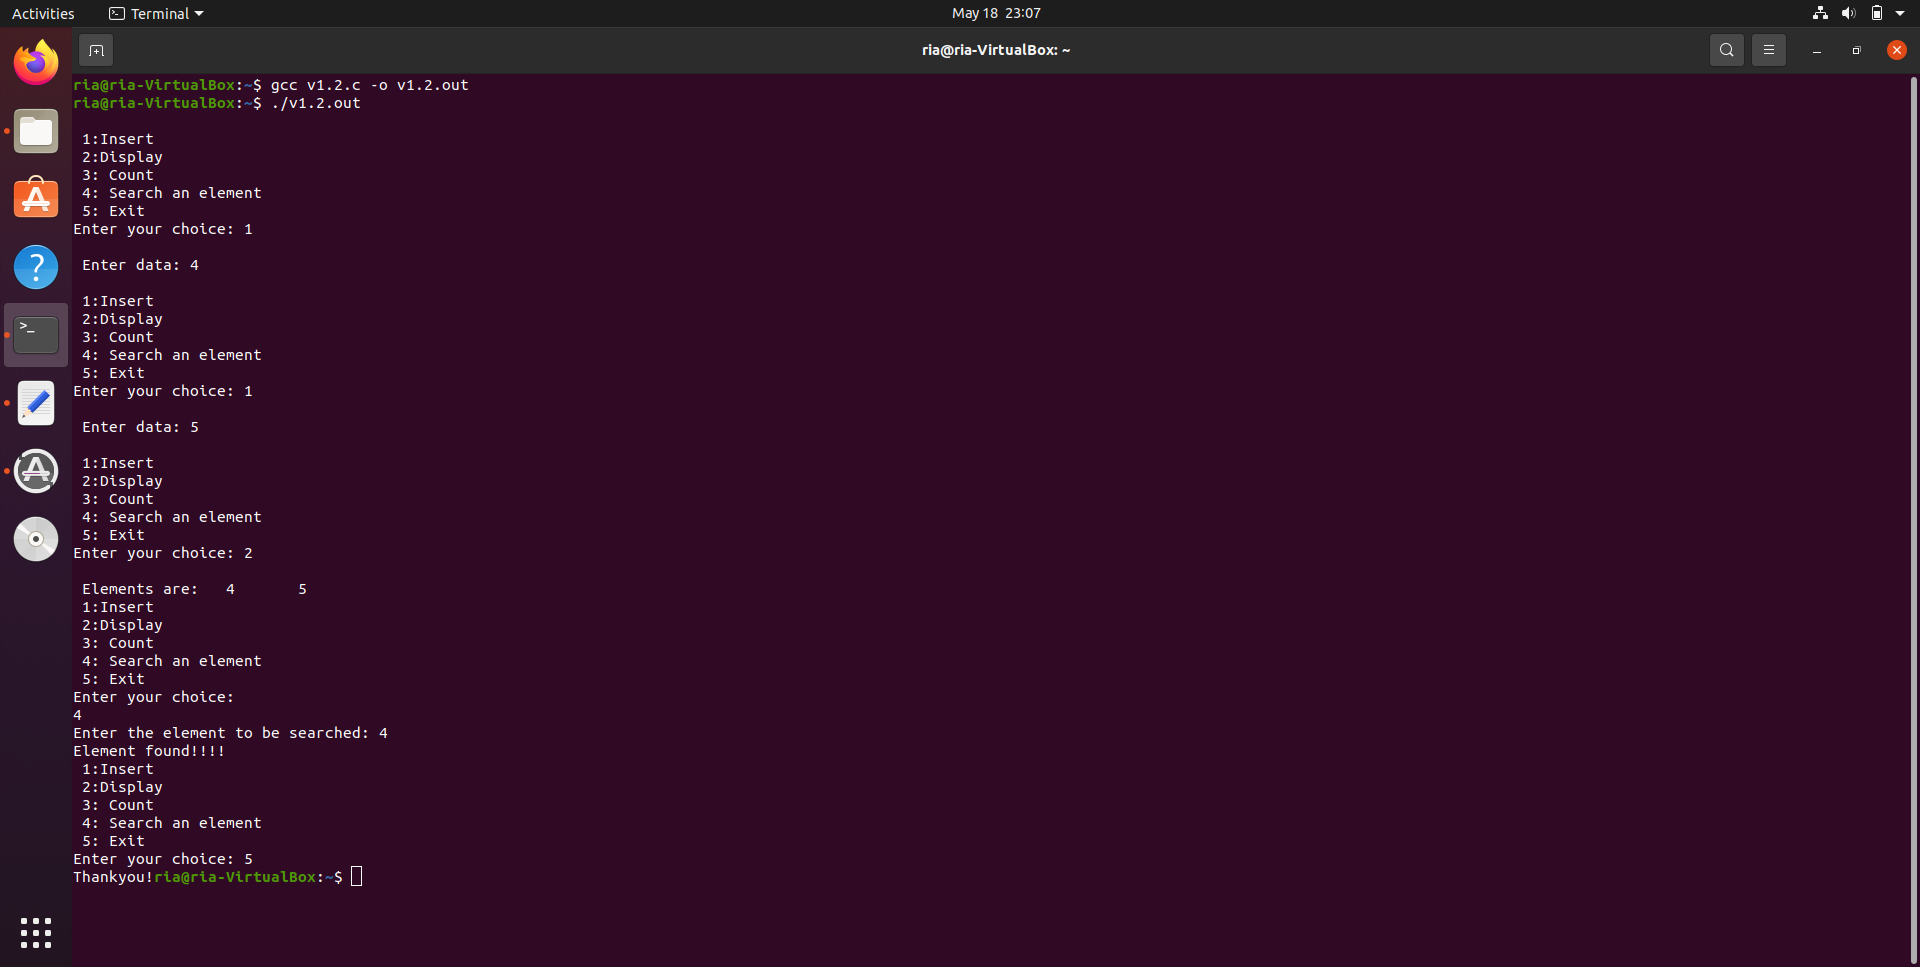 Activities Terminal May 18 23:07
ria@ria-VirtualBox: ~
ria@ria-VirtualBox:~$ gcc v1.2.c -o v1.2.out
ria@ria-VirtualBox:~$ ./v1.2.out
1:Insert
2:Display
3: Count
4: Search an element
5: Exit
Enter your choice: 1
Enter data: 4
1:Insert
2:Display
3: Count
4: Search an element
5: Exit
Enter your choice: 1
Enter data: 5
1:Insert
2:Display
3: Count
4: Search an element
5: Exit
Enter your choice: 2
Elements are: 4 5
1:Insert
2:Display
3: Count
4: Search an element
5: Exit
Enter your choice:
4
Enter the element to be searched: 4
Element found!!!!
1:Insert
2:Display
3: Count
4: Search an element
5: Exit
Enter your choice: 5
Thankyou!ria@ria-VirtualBox:~$